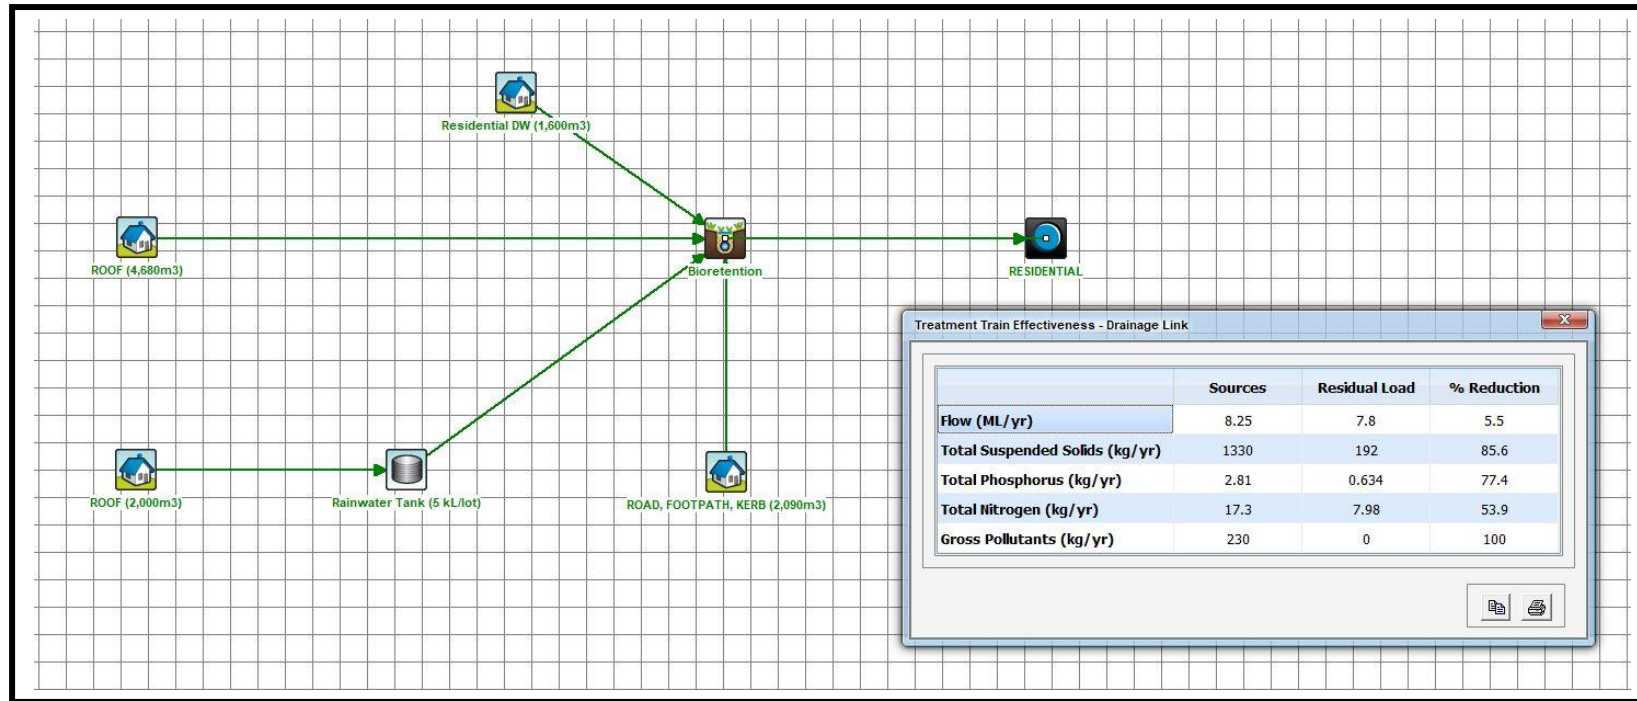 Residential DW (1,600m3)
ROOF (4,680m3)
Bioretention
RESIDENTIAL
ROOF (2,000m3)
Rainwater Tank (5 kL/lot)
ROAD, FOOTPATH, KERB (2,090m3)
Treatment Train Effectiveness - Drainage Link
Sources Residual Load % Reduction
Flow (ML/yr) 8.25 7.8 5.5
Total Suspended Solids (kg/yr) 1330 192 85.6
Total Phosphorus (kg/yr) 2.81 0.634 77.4
Total Nitrogen (kg/yr) 17.3 7.98 53.9
Gross Pollutants (kg/yr) 230 0 100